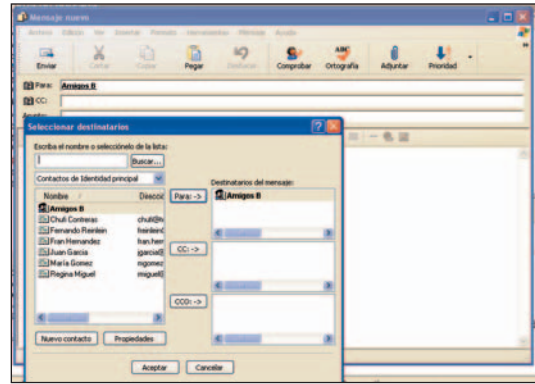 Mensaje nuevo
Archivo Edición Ver Insertar Formato Herramientas Mensaje Ayuda
Enviar Cortar Copiar Pegar Deshacer Comprobar Ortografía Adjuntar Prioridad
Para: Amigos B
CC:
Asunto:
Seleccionar destinatarios
Escriba el nombre o selecciónelo de la lista:
Buscar...
Contactos de Identidad principal
Destinatarios del mensaje:
Nombre Direcció
Para: ->
Amigos B
Amigos B
Chuli Contreras
Fernando Reinlein
Fran Hernandez fran.her
CC: ->
Juan Garcia jgarcia@
Maria Gomez mgomez
Regina Miguel rmiguel@
CCO: ->
Nuevo contacto Propiedades
Aceptar Cancelar